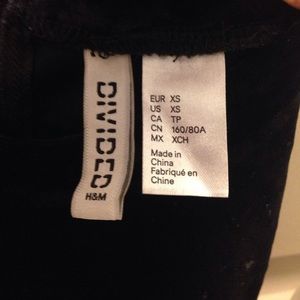 DIVIDED
H&M
EUR XS
US XS
CA TP
CN 160/80A
MX XCH
Made in
China
Fabriqué en
Chine